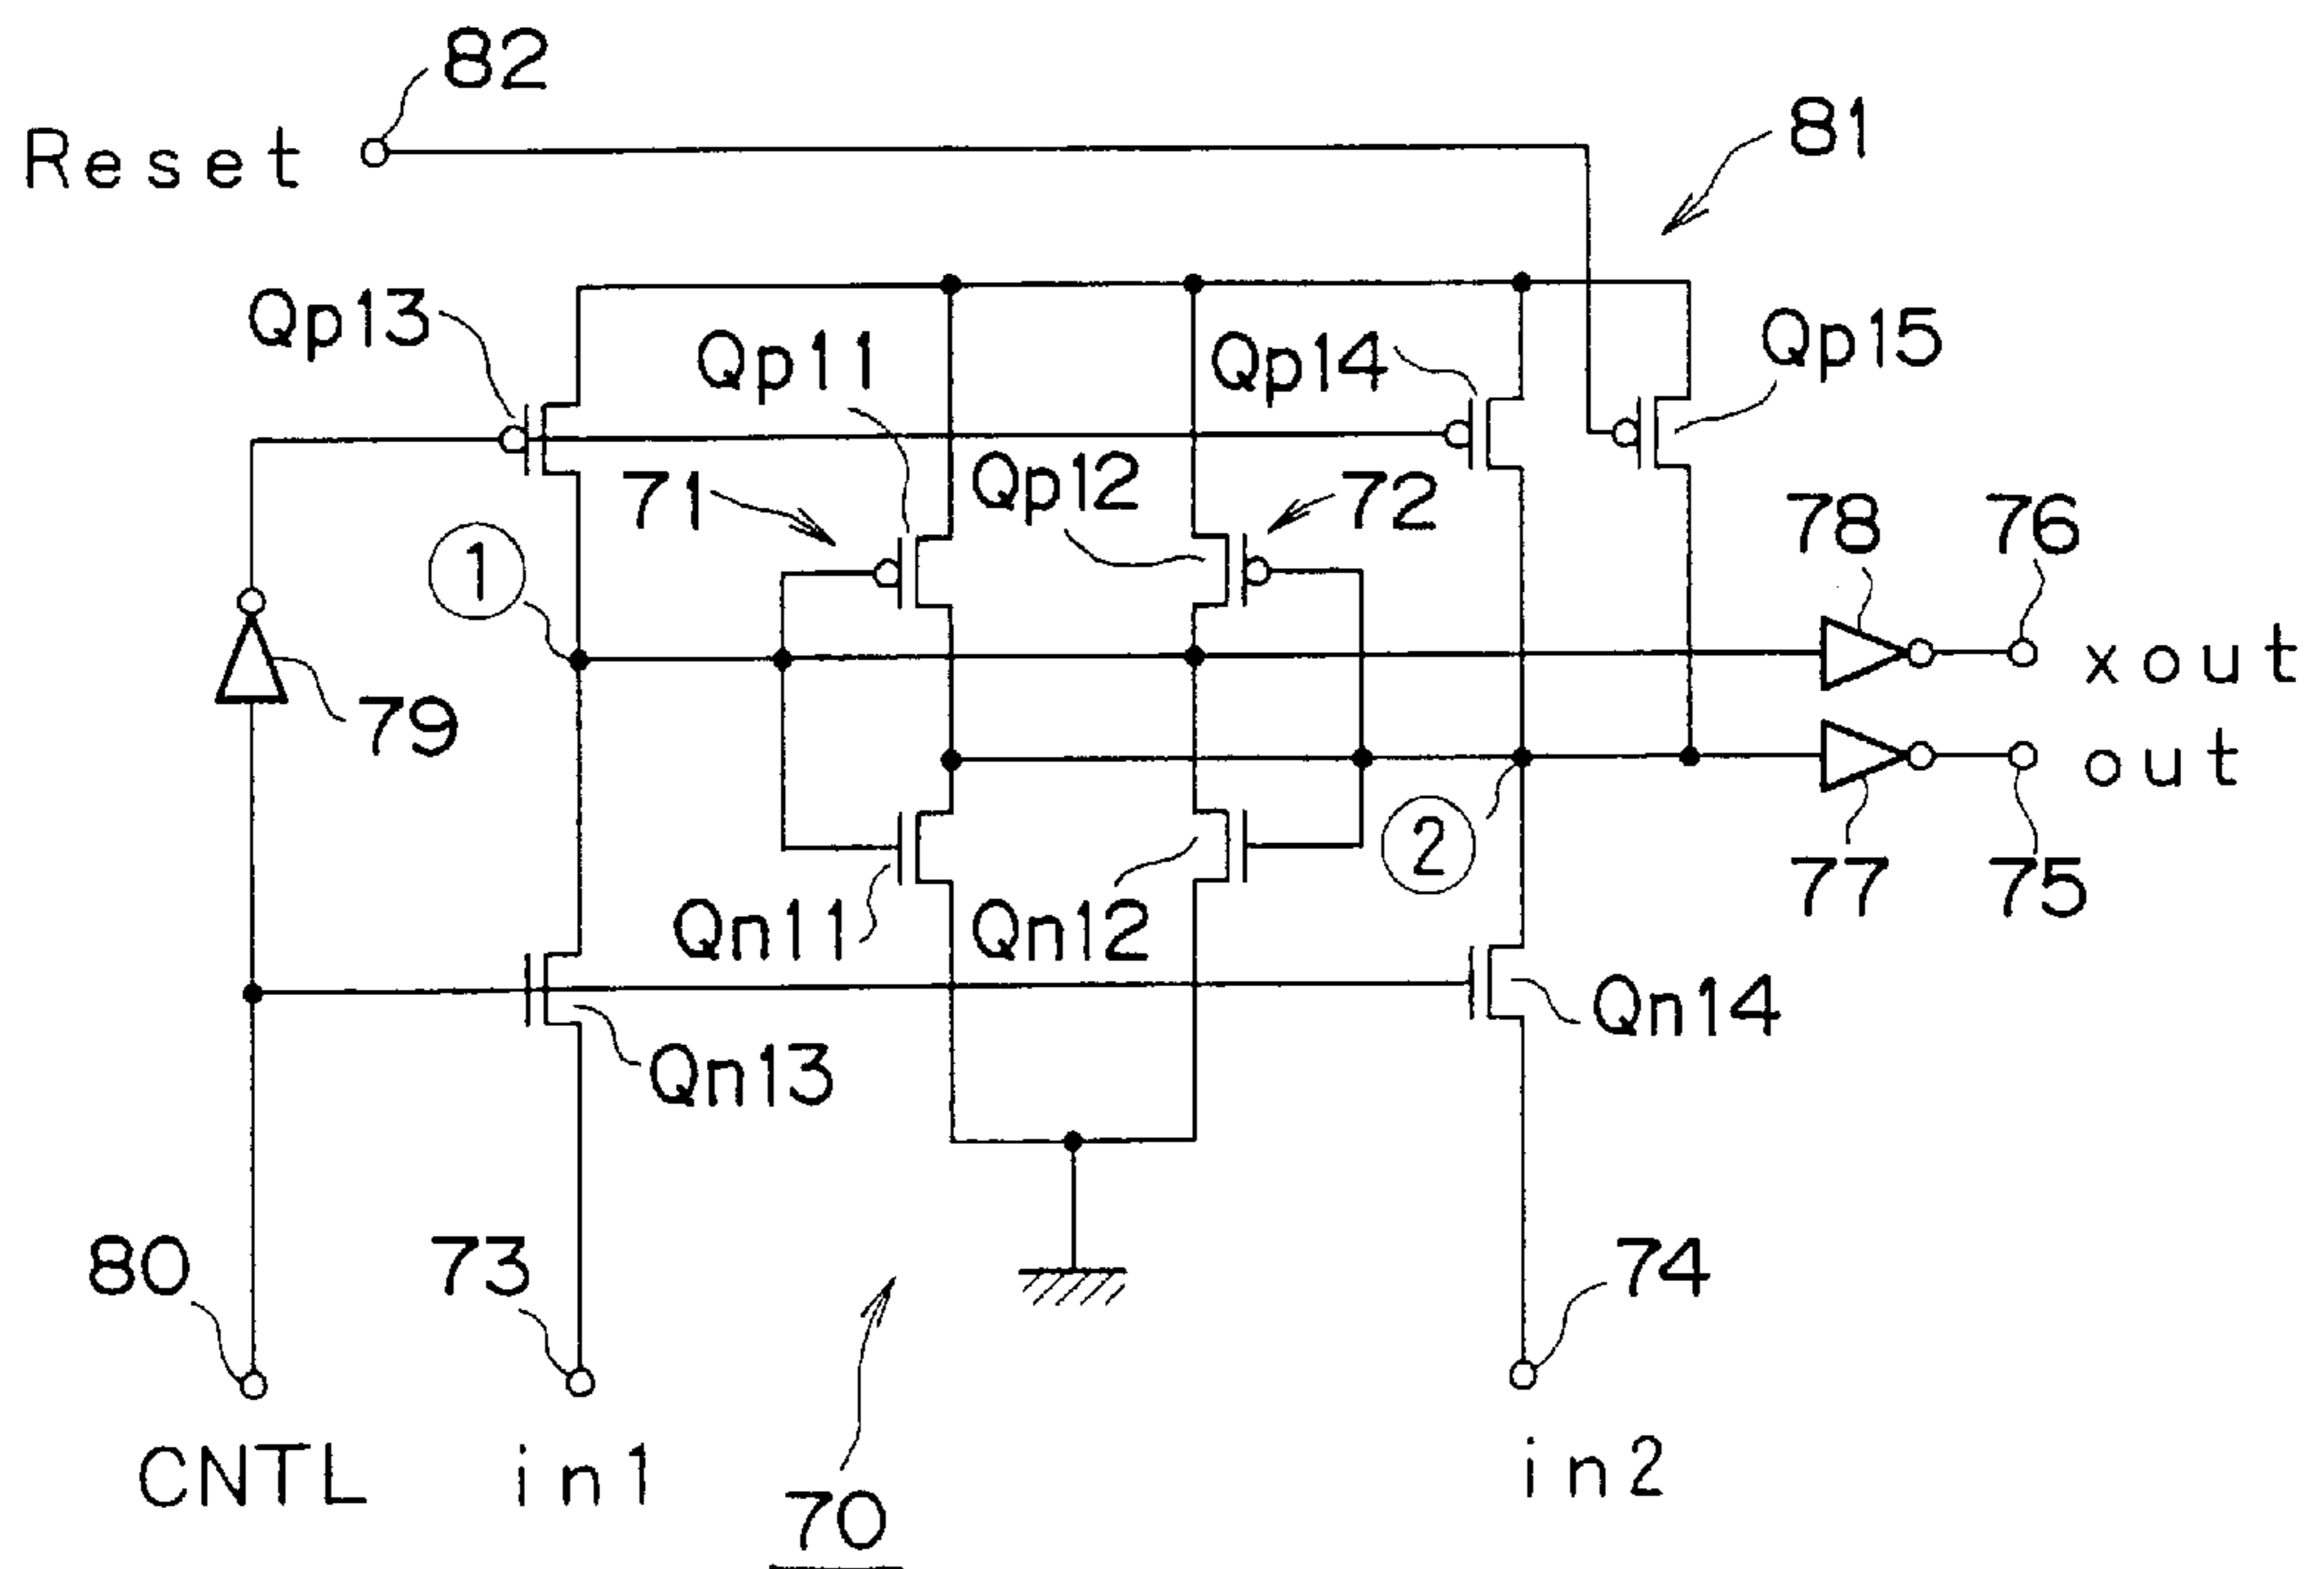 82
Reset
81
Qp13
Qp11
Qp14
Qp15
71
Qp12
72
78
76
1
xout
79
out
2
77
75
Qn11
Qn12
Qn14
Qn13
80
73
74
CNTL
in1
in2
70